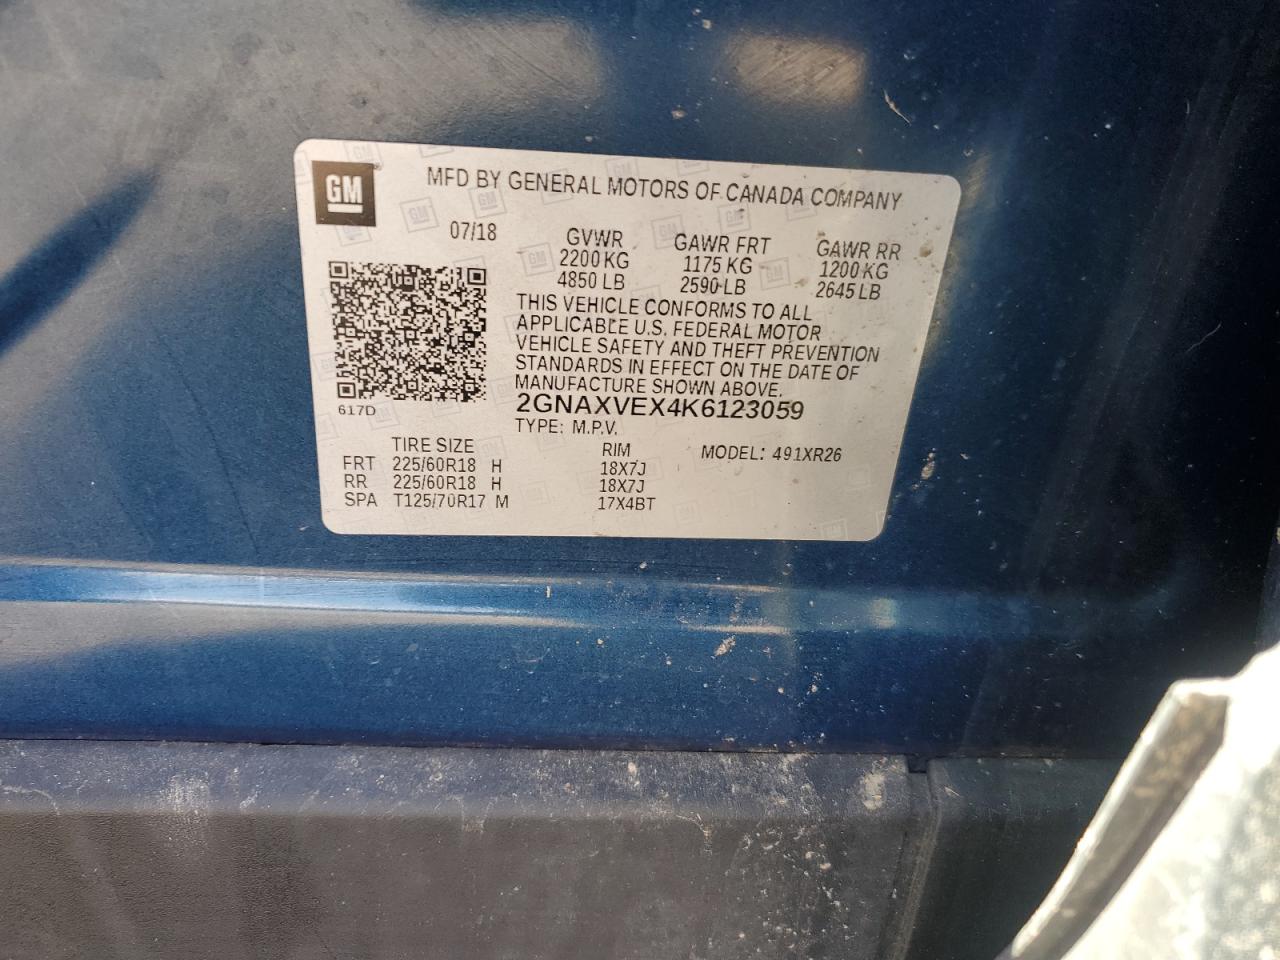 GM
MFD BY GENERAL MOTORS OF CANADA COMPANY
07/18
GVWR GAWR FRT GAWR RR
2200 KG 1175 KG 1200 KG
4850 LB 2590 LB 2645 LB
THIS VEHICLE CONFORMS TO ALL
APPLICABLE U.S. FEDERAL MOTOR
VEHICLE SAFETY AND THEFT PREVENTION
STANDARDS IN EFFECT ON THE DATE OF
MANUFACTURE SHOWN ABOVE.
617D
2GNAXVEX4K6123059
TYPE: M.P.V.
TIRE SIZE RIM MODEL: 491XR26
FRT 225/60R18 H 18X7J
RR 225/60R18 H 18X7J
SPA T125/70R17 M 17X4BT